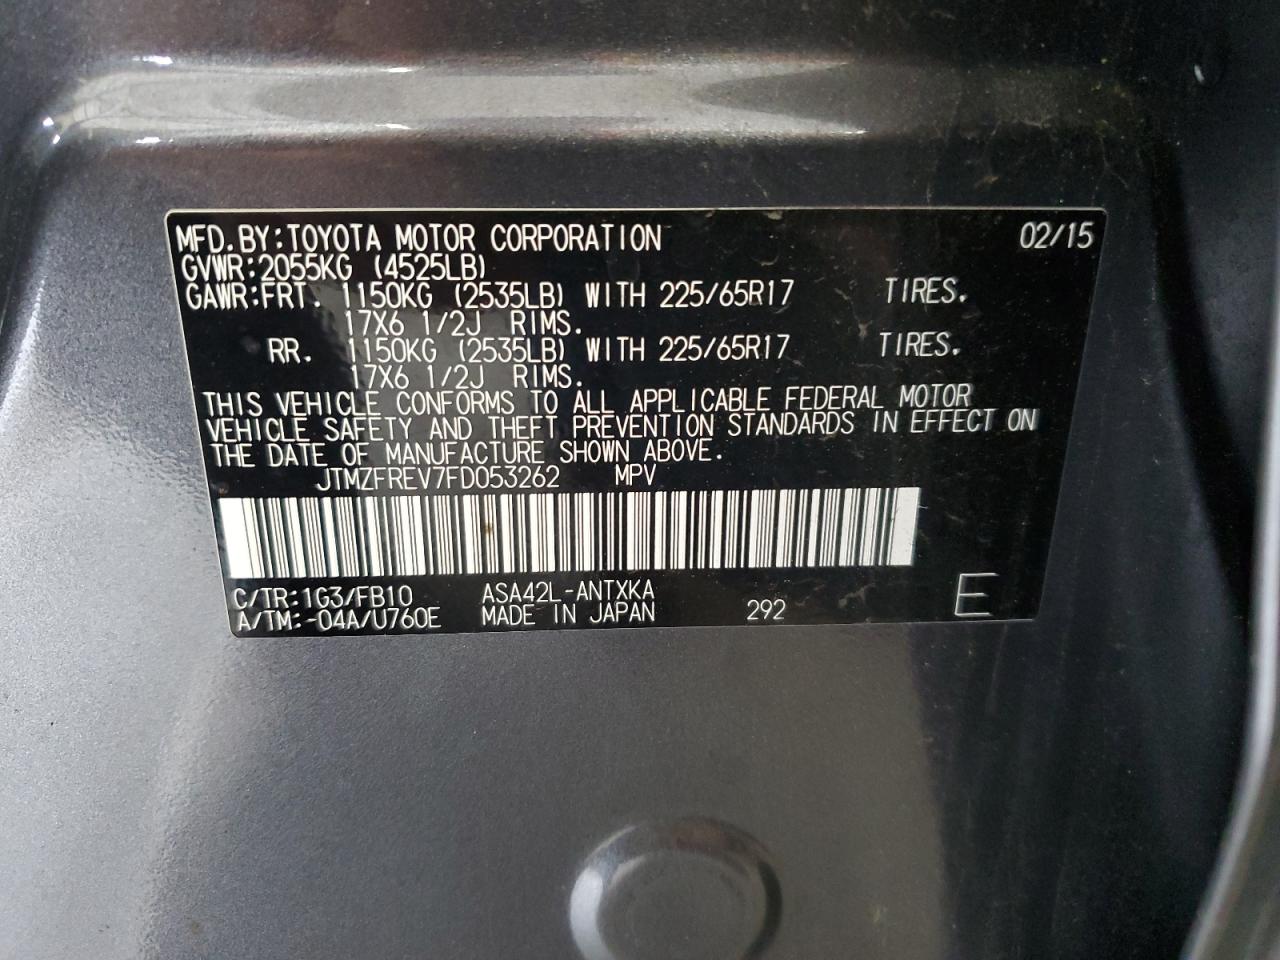 MFD.BY:TOYOTA MOTOR CORPORATION 02/15
GVWR:2055KG (4525LB)
GAWR:FRT. 1150KG (2535LB) WITH 225/65R17 TIRES.
17X6 1/2J RIMS.
RR. 1150KG (2535LB) WITH 225/65R17 TIRES.
17X6 1/2J RIMS.
THIS VEHICLE CONFORMS TO ALL APPLICABLE FEDERAL MOTOR
VEHICLE SAFETY AND THEFT PREVENTION STANDARDS IN EFFECT ON
THE DATE OF MANUFACTURE SHOWN ABOVE.
JTMZFREV7FD053262 MPV
C/TR:1G3/FB10 ASA42L-ANTXKA
A/TM:-04A/U760E MADE IN JAPAN 292 E